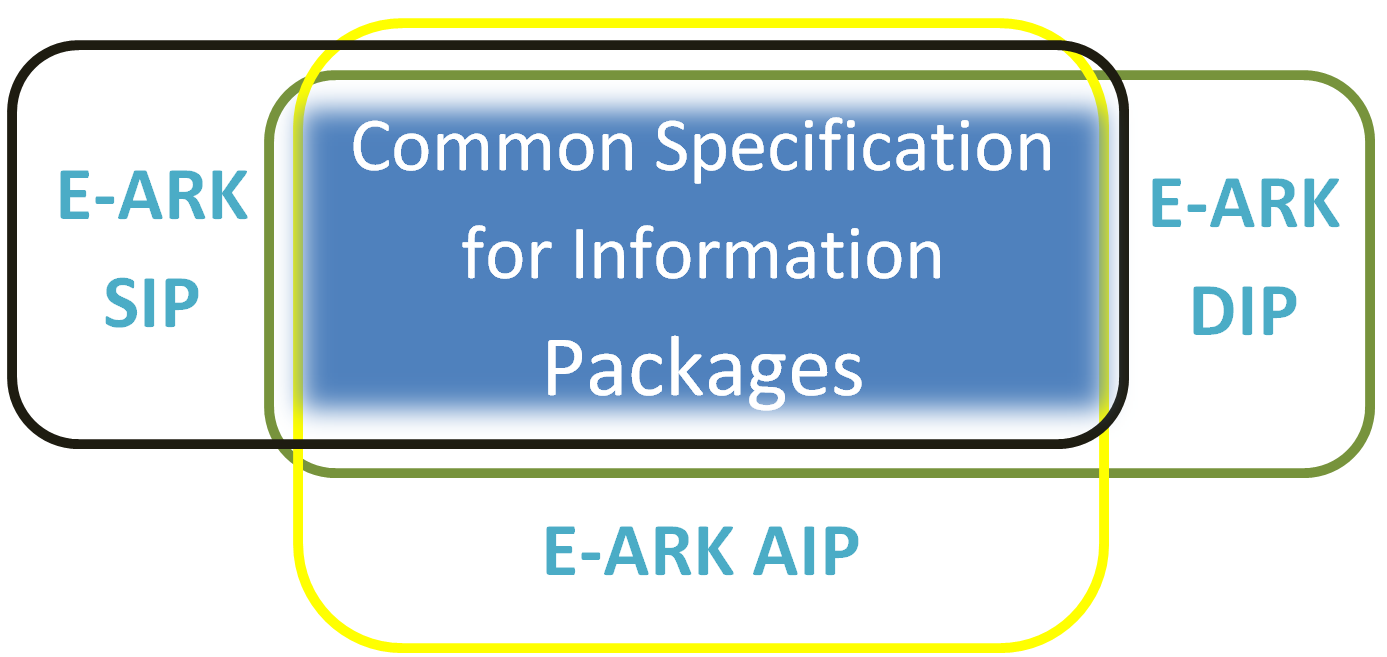 E-ARK
SIP
Common Specification
for Information
Packages
E-ARK
DIP
E-ARK AIP